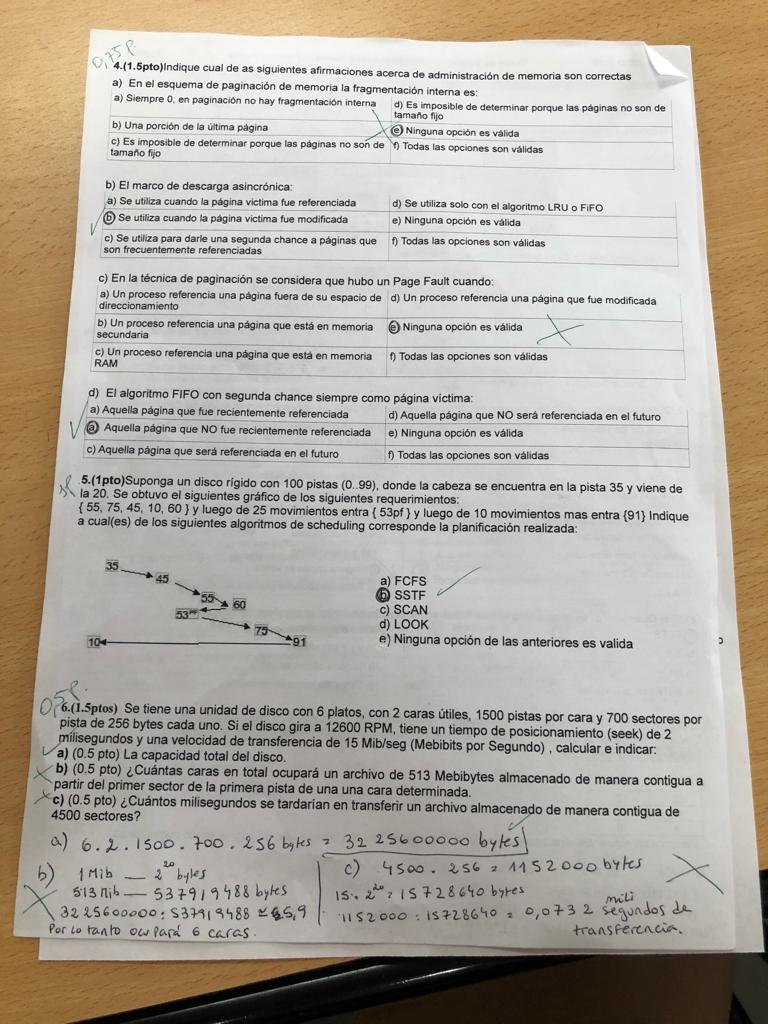 0,75 P.
4.(1.5pto)Indique cual de as siguientes afirmaciones acerca de administración de memoria son correctas
a) En el esquema de paginación de memoria la fragmentación interna es:
a) Siempre 0, en paginación no hay fragmentación interna
d) Es imposible de determinar porque las páginas no son de
tamaño fijo
b) Una porción de la última página
e) Ninguna opción es válida
c) Es imposible de determinar porque las páginas no son de
tamaño fijo
f) Todas las opciones son válidas
b) El marco de descarga asincrónica:
a) Se utiliza cuando la página victima fue referenciada
d) Se utiliza solo con el algoritmo LRU o FiFO
b) Se utiliza cuando la página victima fue modificada
e) Ninguna opción es válida
c) Se utiliza para darle una segunda chance a páginas que
son frecuentemente referenciadas
f) Todas las opciones son válidas
c) En la técnica de paginación se considera que hubo un Page Fault cuando:
a) Un proceso referencia una página fuera de su espacio de
direccionamiento
d) Un proceso referencia una página que fue modificada
b) Un proceso referencia una página que está en memoria
secundaria
e) Ninguna opción es válida
c) Un proceso referencia una página que está en memoria
RAM
f) Todas las opciones son válidas
d) El algoritmo FIFO con segunda chance siempre como página víctima:
a) Aquella página que fue recientemente referenciada
d) Aquella página que NO será referenciada en el futuro
a) Aquella página que NO fue recientemente referenciada
e) Ninguna opción es válida
c) Aquella página que será referenciada en el futuro
f) Todas las opciones son válidas
5.(1pto)Suponga un disco rígido con 100 pistas (0..99), donde la cabeza se encuentra en la pista 35 y viene de
la 20. Se obtuvo el siguientes gráfico de los siguientes requerimientos:
{ 55, 75, 45, 10, 60 } y luego de 25 movimientos entra { 53pf } y luego de 10 movimientos mas entra {91} Indique
a cual(es) de los siguientes algoritmos de scheduling corresponde la planificación realizada:
35
45
55
60
53pf
75
10
91
a) FCFS
b) SSTF
c) SCAN
d) LOOK
e) Ninguna opción de las anteriores es valida
0,5 P.
6.(1.5ptos) Se tiene una unidad de disco con 6 platos, con 2 caras útiles, 1500 pistas por cara y 700 sectores por
pista de 256 bytes cada uno. Si el disco gira a 12600 RPM, tiene un tiempo de posicionamiento (seek) de 2
milisegundos y una velocidad de transferencia de 15 Mib/seg (Mebibits por Segundo) , calcular e indicar:
a) (0.5 pto) La capacidad total del disco.
b) (0.5 pto) ¿Cuántas caras en total ocupará un archivo de 513 Mebibytes almacenado de manera contigua a
partir del primer sector de la primera pista de una una cara determinada.
c) (0.5 pto) ¿Cuántos milisegundos se tardarían en transferir un archivo almacenado de manera contigua de
4500 sectores?
a) 6.2.1500.700.256 bytes = 3225600000 bytes
b) 1 Mib — 2^20 bytes
513 Mib — 537919488 bytes
3225600000 : 537919488 ≅ 5,9
Por lo tanto ocupará 6 caras.
c) 4500 . 256 = 1152000 bytes
15. 2^20 = 15728640 bytes
1152000 : 15728640 = 0,0732 mili
segundos de
transferencia.